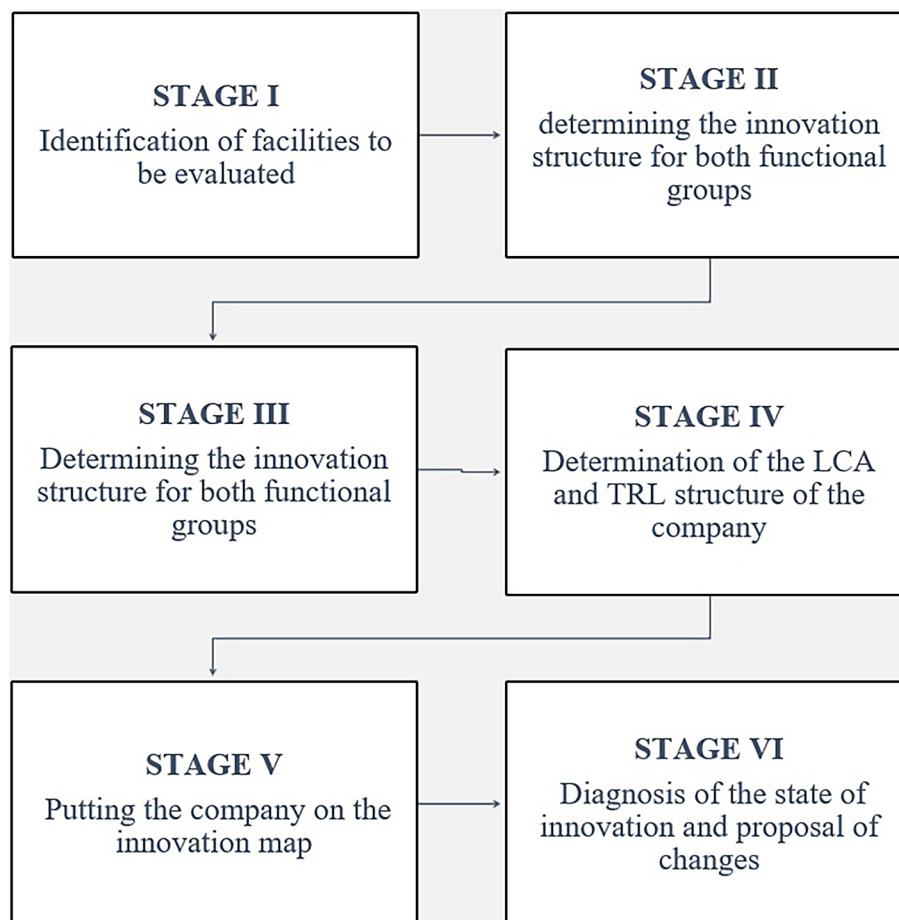 STAGE I
Identification of facilities to
be evaluated
STAGE II
determining the innovation
structure for both functional
groups
STAGE III
Determining the innovation
structure for both functional
groups
STAGE IV
Determination of the LCA
and TRL structure of the
company
STAGE V
Putting the company on the
innovation map
STAGE VI
Diagnosis of the state of
innovation and proposal of
changes